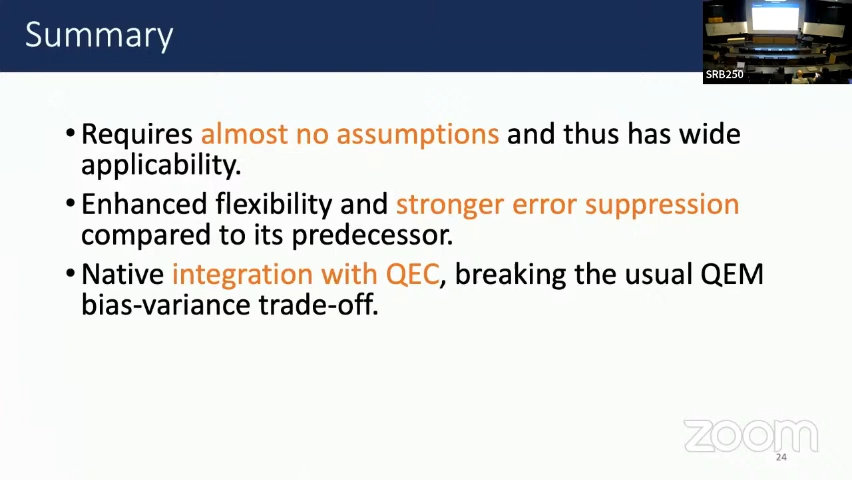 Summary
SRB250
•Requires almost no assumptions and thus has wide
applicability.
•Enhanced flexibility and stronger error suppression
compared to its predecessor.
•Native integration with QEC, breaking the usual QEM
bias-variance trade-off.
zoom
24